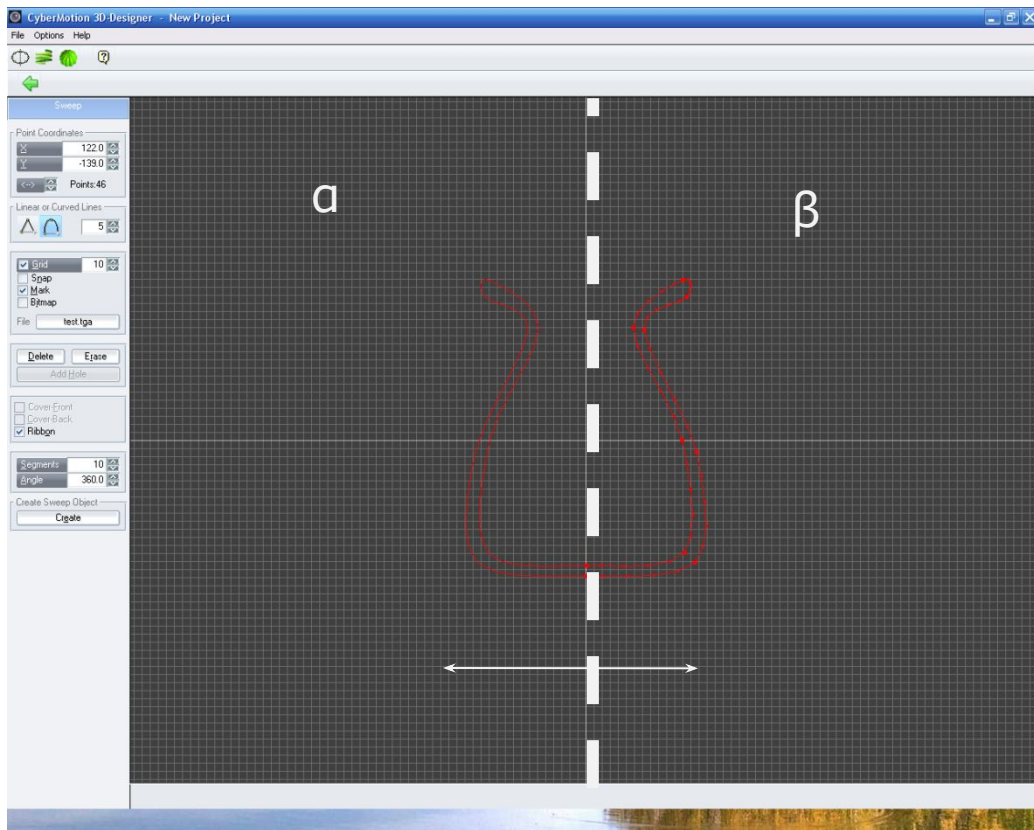 CyberMotion 3D-Designer - New Project
File Options Help
Sweep
Point Coordinates
X 122.0
Y -139.0
<-> Points:46
Linear or Curved Lines
5
Grid 10
Snap
Mark
Bitmap
File test.tga
Delete Erase
Add Hole
Cover-Front
Cover-Back
Ribbon
Segments 10
Angle 360.0
Create Sweep Object
Create
α β